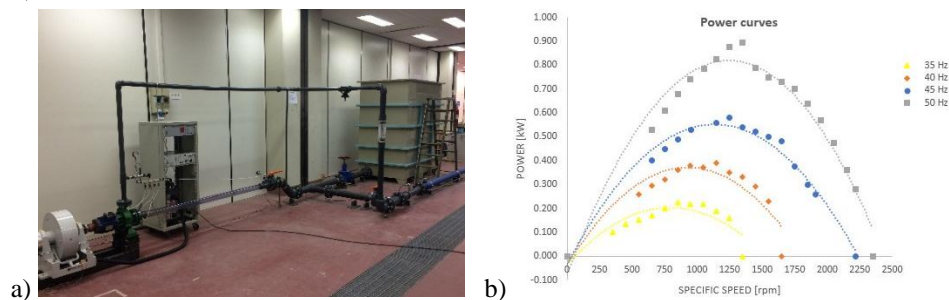 a)
b)
Power curves
POWER [kW]
1.000
0.900
0.800
0.700
0.600
0.500
0.400
0.300
0.200
0.100
0.000
-0.100
0 250 500 750 1000 1250 1500 1750 2000 2250 2500
SPECIFIC SPEED [rpm]
35 Hz
40 Hz
45 Hz
50 Hz